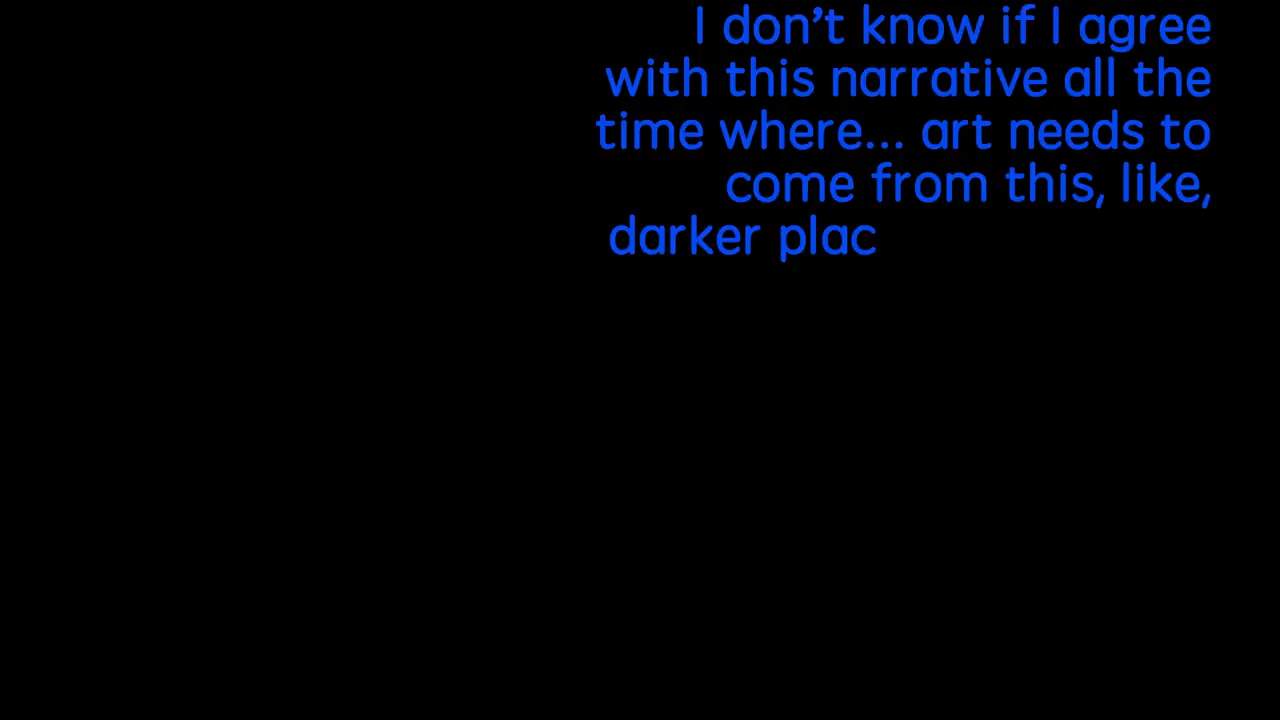 I don’t know if I agree
with this narrative all the
time where... art needs to
come from this, like,
darker plac